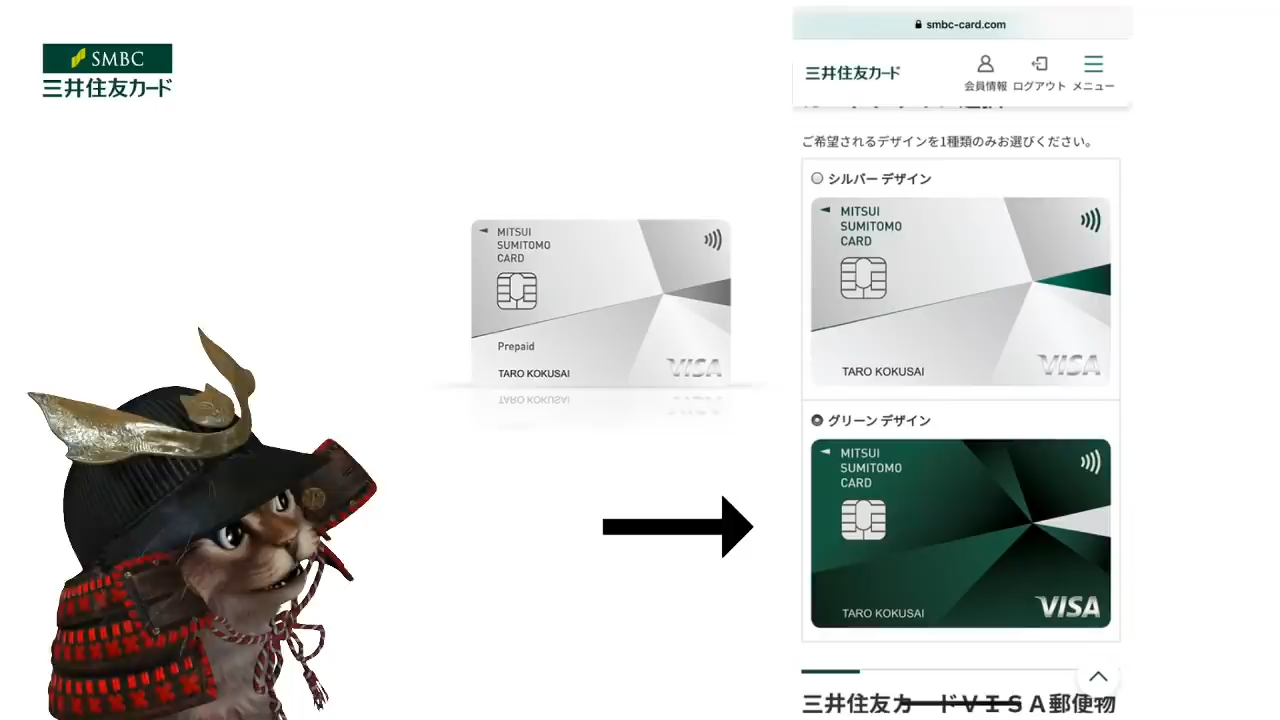 SMBC
三井住友カード
MITSUI
SUMITOMO
CARD
Prepaid
TARO KOKUSAI
VISA
smbc-card.com
三井住友カード
会員情報 ログアウト メニュー
ご希望されるデザインを1種類のみお選びください。
シルバー デザイン
MITSUI
SUMITOMO
CARD
TARO KOKUSAI
VISA
グリーン デザイン
MITSUI
SUMITOMO
CARD
TARO KOKUSAI
VISA
三井住友カードVISA郵便物